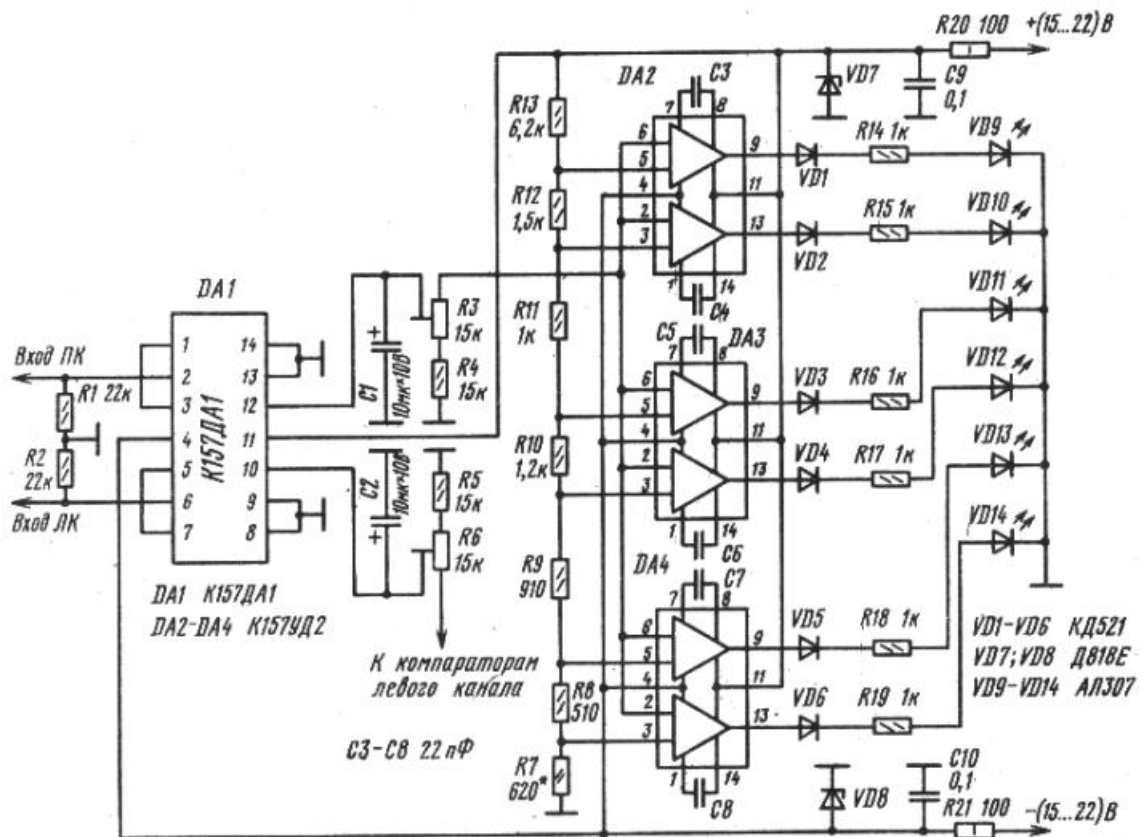 R20 100 +(15...22) В
C3
DA2
VD7
C9
0,1
R13
6,2к
7 8
R14 1к
VD9
6
5
4
9
11
VD1
R12
1,5к
2
3
13
R15 1к
VD10
VD2
1 14
C4
DA1
R3
15к
R11
1к
VD11
C5
DA3
7 8
Вход ПК
1
2
3
4
5
6
7
14
13
12
11
10
9
8
К157ДА1
R1 22к
R2
22к
Вход ЛК
C1
10мк×10В
R4
15к
6
5
4
9
11
VD3
R16 1к
VD12
R10
1,2к
2
3
13
VD4
R17 1к
VD13
C2
10мк×10В
R5
15к
R6
15к
1 14
C6
VD14
R9
910
DA4
C7
7 8
DA1 К157ДА1
DA2-DA4 К157УД2
6
5
4
9
11
VD5
R18 1к
VD1-VD6 КД521
VD7; VD8 Д818Е
VD9-VD14 АЛ307
К компараторам
левого канала
R8
510
2
3
13
VD6
R19 1к
C3-C8 22 пФ
R7
620*
1 14
C8
VD8
C10
0,1
R21 100 -(15...22) В